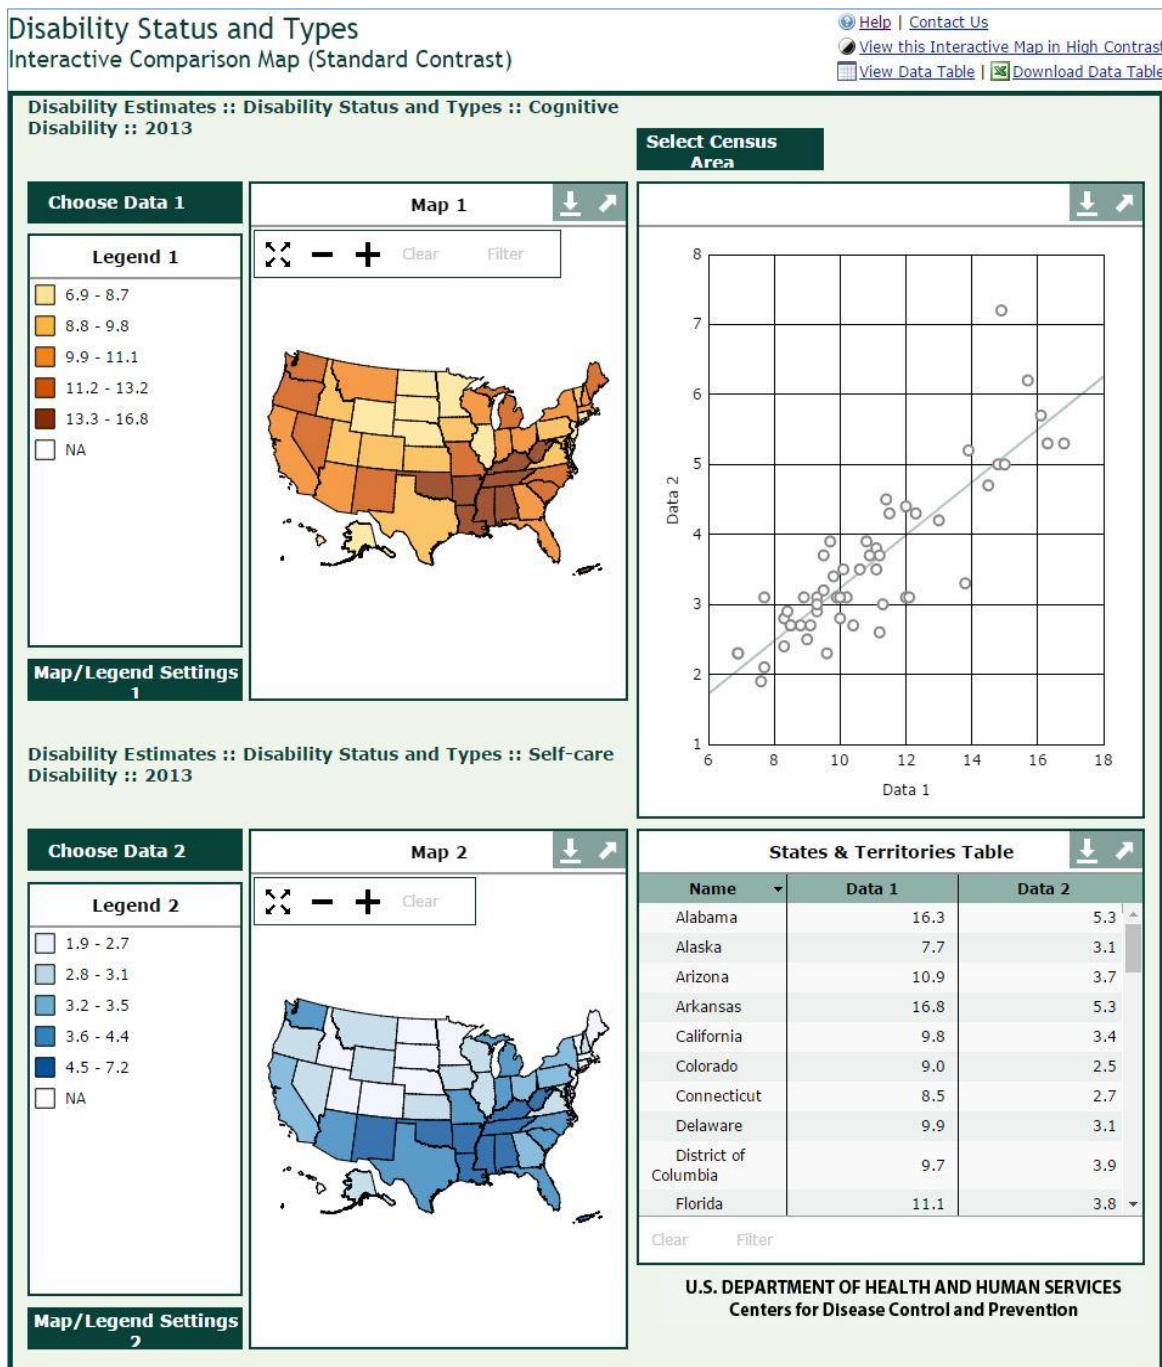 Disability Status and Types
Interactive Comparison Map (Standard Contrast)
Help | Contact Us
View this Interactive Map in High Contrast
View Data Table | Download Data Table
Disability Estimates :: Disability Status and Types :: Cognitive
Disability :: 2013
Select Census
Area
Choose Data 1
Legend 1
6.9 - 8.7
8.8 - 9.8
9.9 - 11.1
11.2 - 13.2
13.3 - 16.8
NA
Map/Legend Settings
1
Map 1
Clear Filter
8
7
6
5
4
3
2
1
Data 2
6 8 10 12 14 16 18
Data 1
Disability Estimates :: Disability Status and Types :: Self-care
Disability :: 2013
Choose Data 2
Legend 2
1.9 - 2.7
2.8 - 3.1
3.2 - 3.5
3.6 - 4.4
4.5 - 7.2
NA
Map/Legend Settings
2
Map 2
Clear
States & Territories Table
Name Data 1 Data 2
Alabama 16.3 5.3
Alaska 7.7 3.1
Arizona 10.9 3.7
Arkansas 16.8 5.3
California 9.8 3.4
Colorado 9.0 2.5
Connecticut 8.5 2.7
Delaware 9.9 3.1
District of
Columbia 9.7 3.9
Florida 11.1 3.8
Clear Filter
U.S. DEPARTMENT OF HEALTH AND HUMAN SERVICES
Centers for Disease Control and Prevention